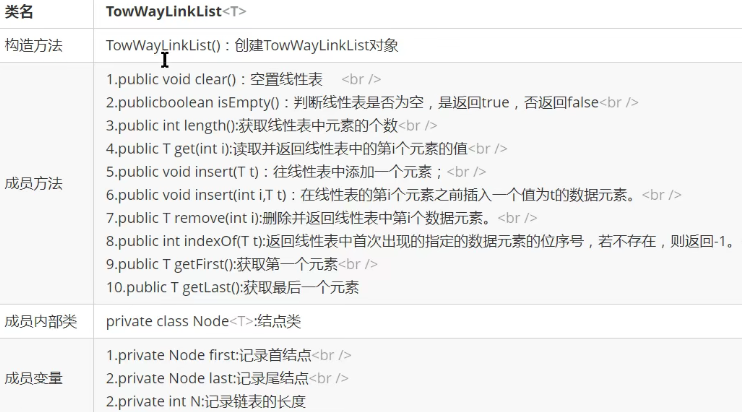 类名 TowWayLinkList<T>
构造方法 TowWayLinkList()：创建TowWayLinkList对象
成员方法
1.public void clear()：空置线性表 <br />
2.publicboolean isEmpty()：判断线性表是否为空，是返回true，否返回false<br />
3.public int length():获取线性表中元素的个数<br />
4.public T get(int i):读取并返回线性表中的第i个元素的值<br />
5.public void insert(T t)：往线性表中添加一个元素；<br />
6.public void insert(int i,T t)：在线性表的第i个元素之前插入一个值为t的数据元素。<br />
7.public T remove(int i):删除并返回线性表中第i个数据元素。<br />
8.public int indexOf(T t):返回线性表中首次出现的指定的数据元素的位序号，若不存在，则返回-1。
9.public T getFirst():获取第一个元素<br />
10.public T getLast():获取最后一个元素
成员内部类 private class Node<T>:结点类
成员变量
1.private Node first:记录首结点<br />
2.private Node last:记录尾结点<br />
2.private int N:记录链表的长度